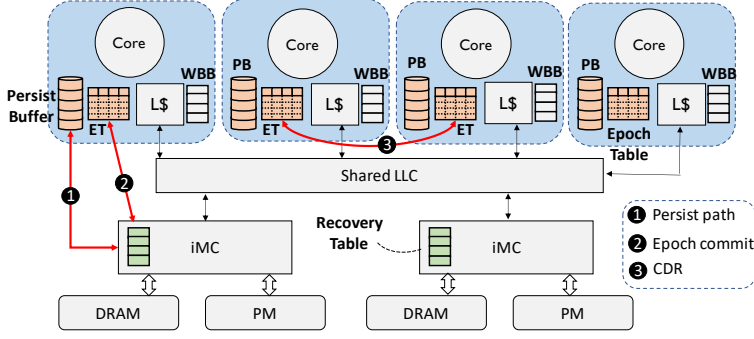 Core
Core
Core
Core
PB
PB
PB
WBB
WBB
WBB
WBB
Persist
Buffer
L$
L$
L$
L$
ET
ET
ET
Epoch
Table
3
Shared LLC
1
2
Recovery
Table
iMC
iMC
1 Persist path
2 Epoch commit
3 CDR
DRAM
PM
DRAM
PM